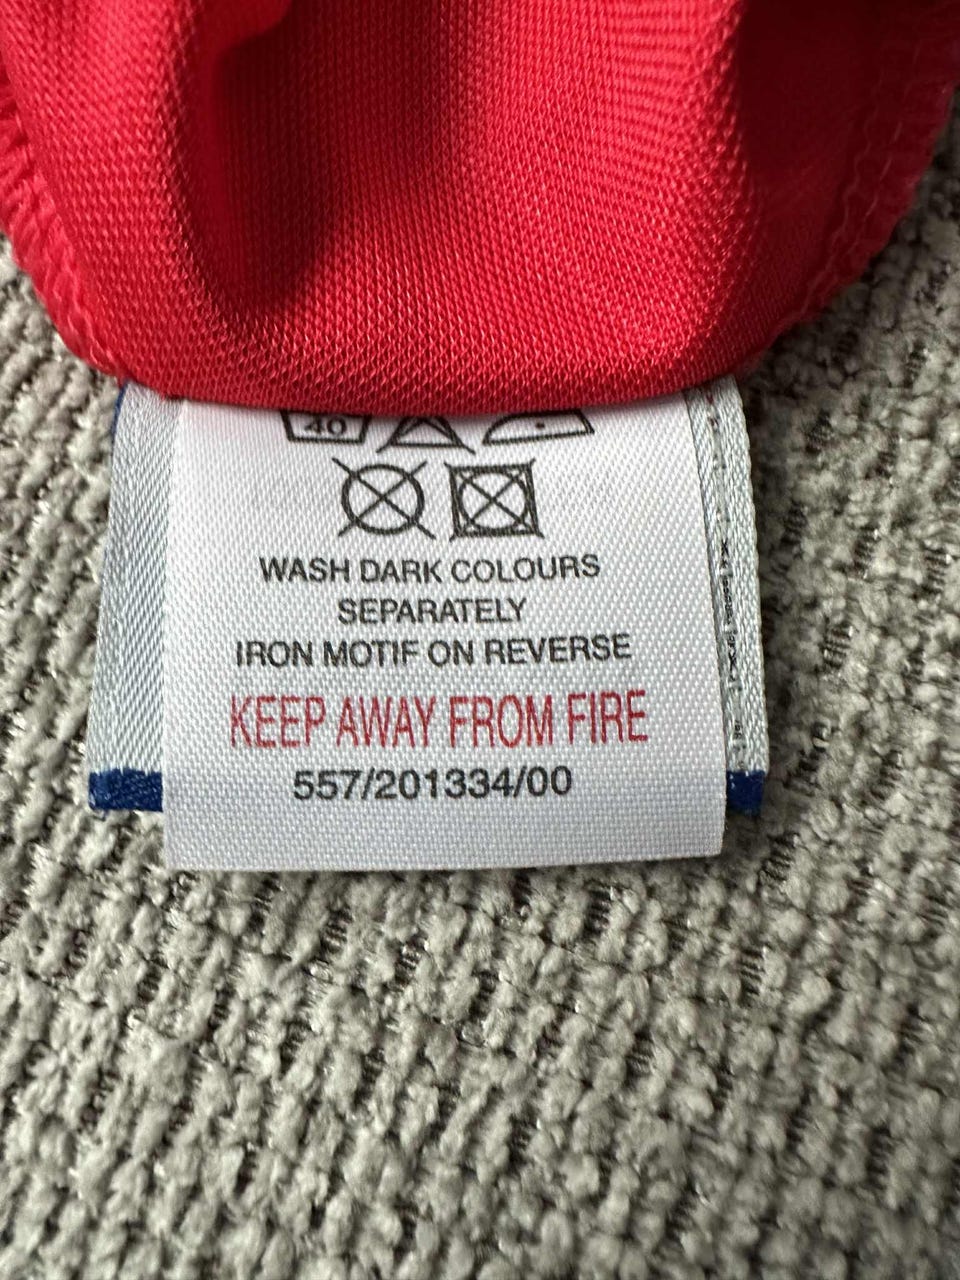 40
WASH DARK COLOURS
SEPARATELY
IRON MOTIF ON REVERSE
KEEP AWAY FROM FIRE
557/201334/00